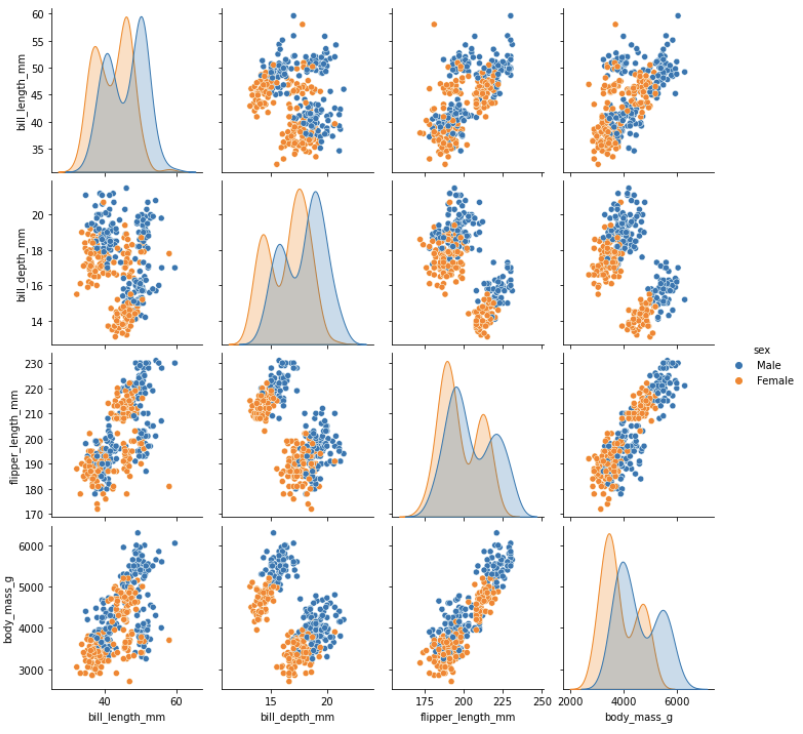 60
55
50
45
40
35
bill_length_mm
20
18
16
14
bill_depth_mm
230
220
210
200
190
180
170
flipper_length_mm
sex
Male
Female
6000
5000
4000
3000
body_mass_g
40 60
bill_length_mm
15 20
bill_depth_mm
175 200 225 250
flipper_length_mm
2000 4000 6000
body_mass_g